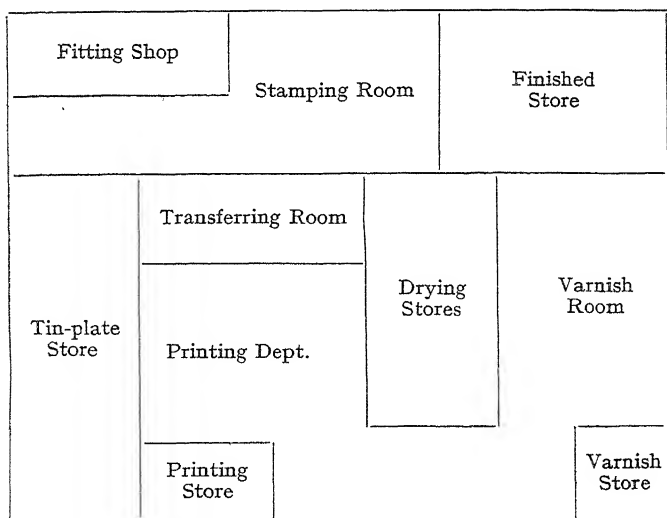 Fitting Shop
Stamping Room
Finished
Store
Transferring Room
Tin-plate
Store
Printing Dept.
Drying
Stores
Varnish
Room
Printing
Store
Varnish
Store